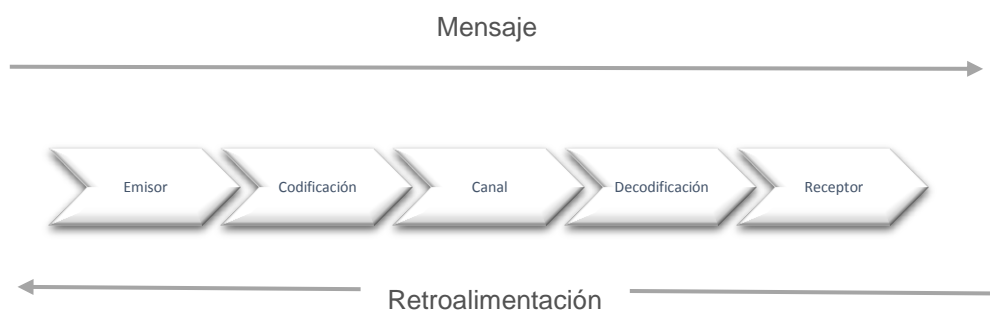 Mensaje
Emisor
Codificación
Canal
Decodificación
Receptor
Retroalimentación